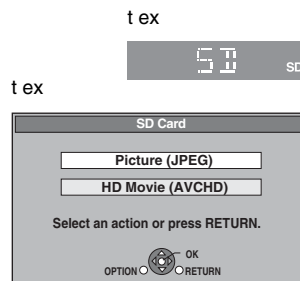 t ex
SD SD
t ex
SD Card
Picture (JPEG)
HD Movie (AVCHD)
Select an action or press RETURN.
OK
OPTION RETURN